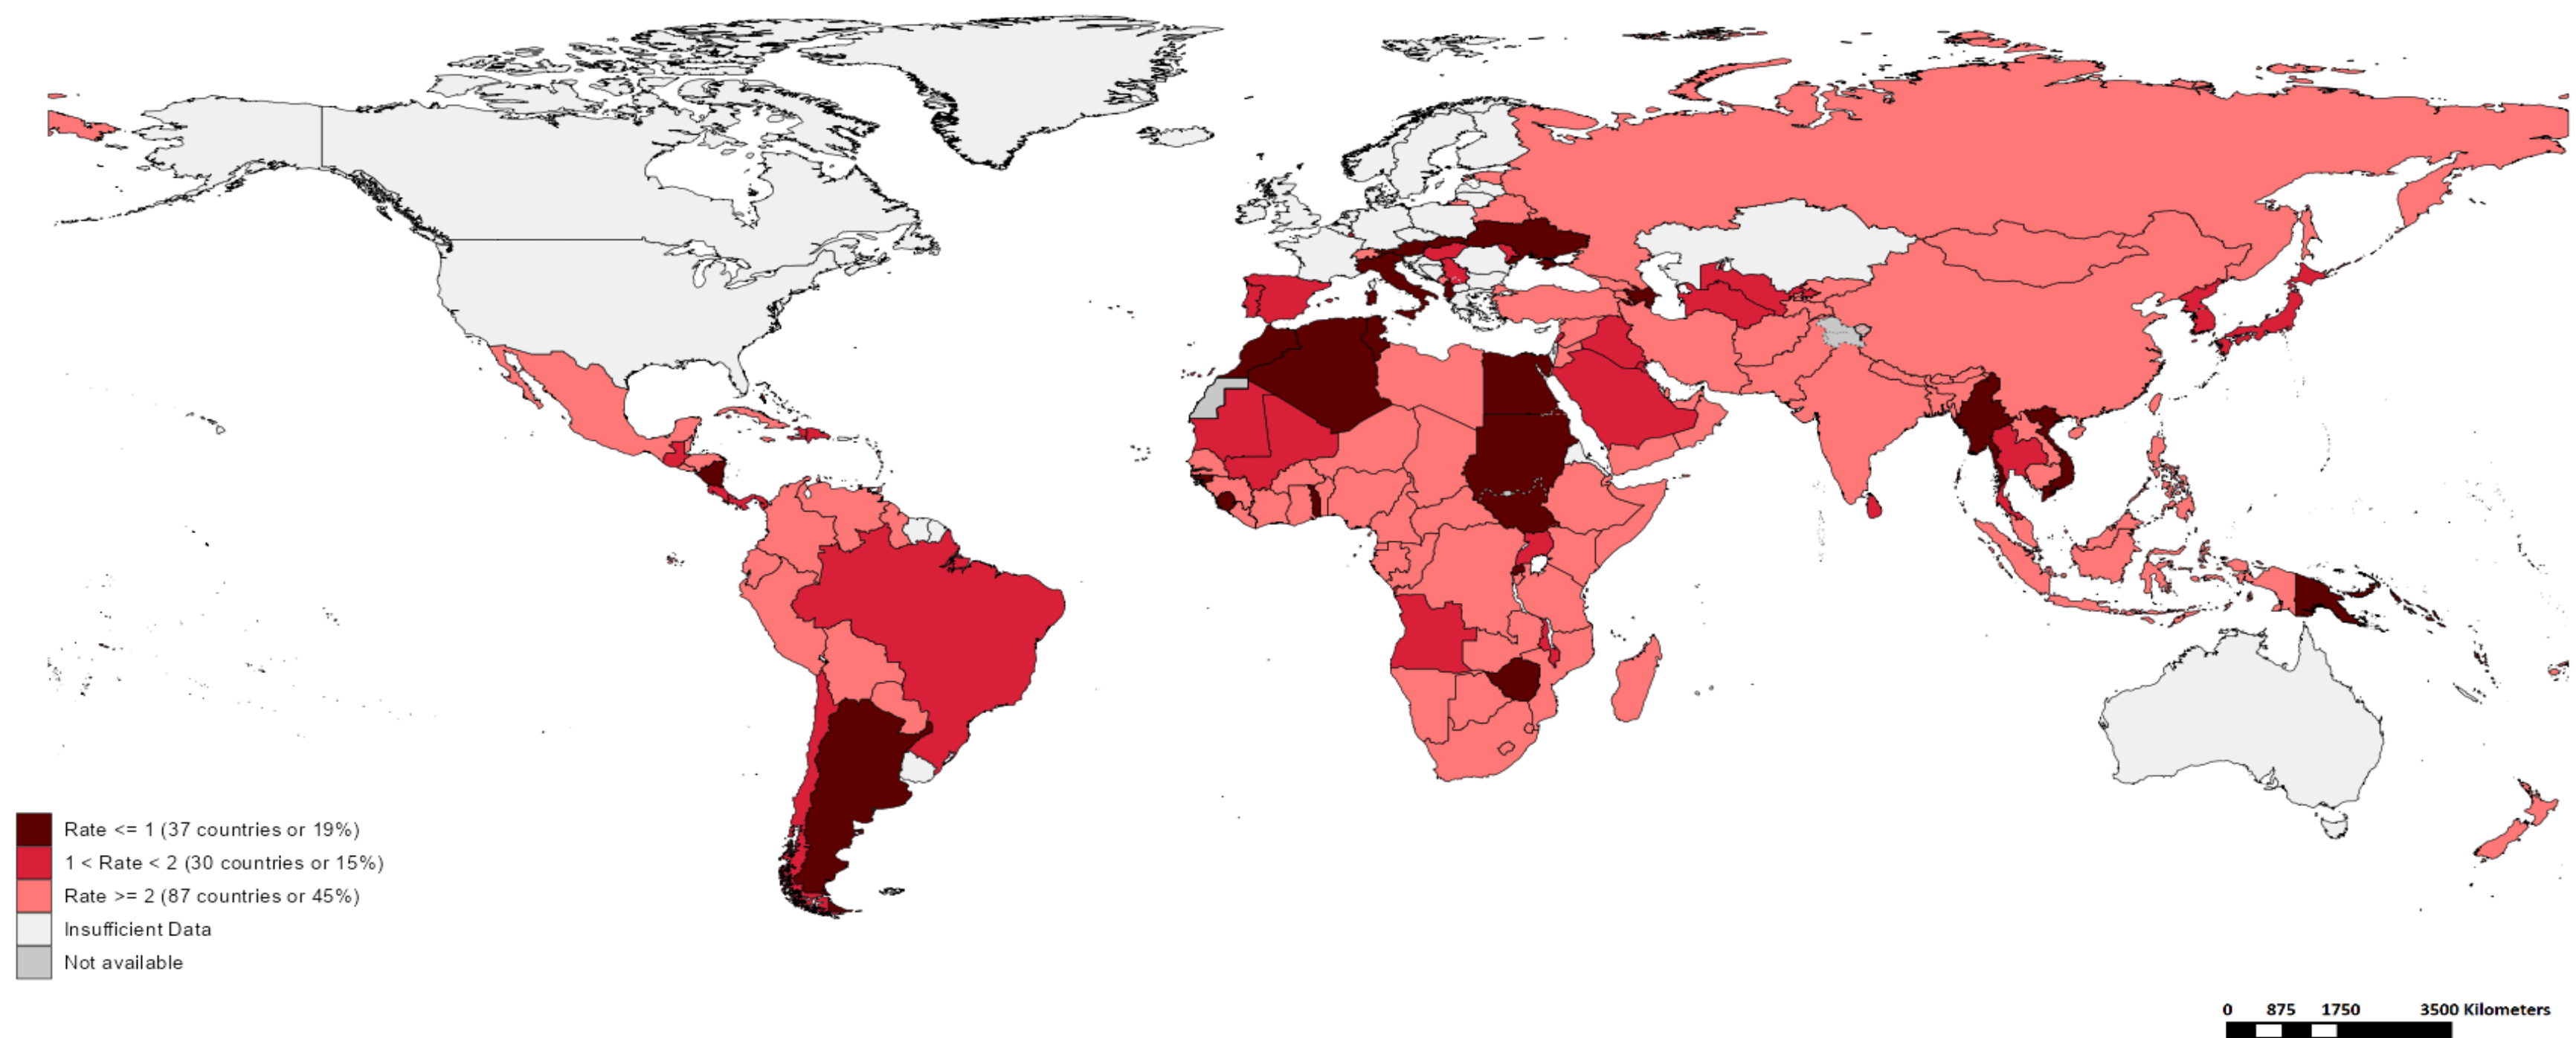 Rate <= 1 (37 countries or 19%)
1 < Rate < 2 (30 countries or 15%)
Rate >= 2 (87 countries or 45%)
Insufficient Data
Not available
0 875 1750 3500 Kilometers